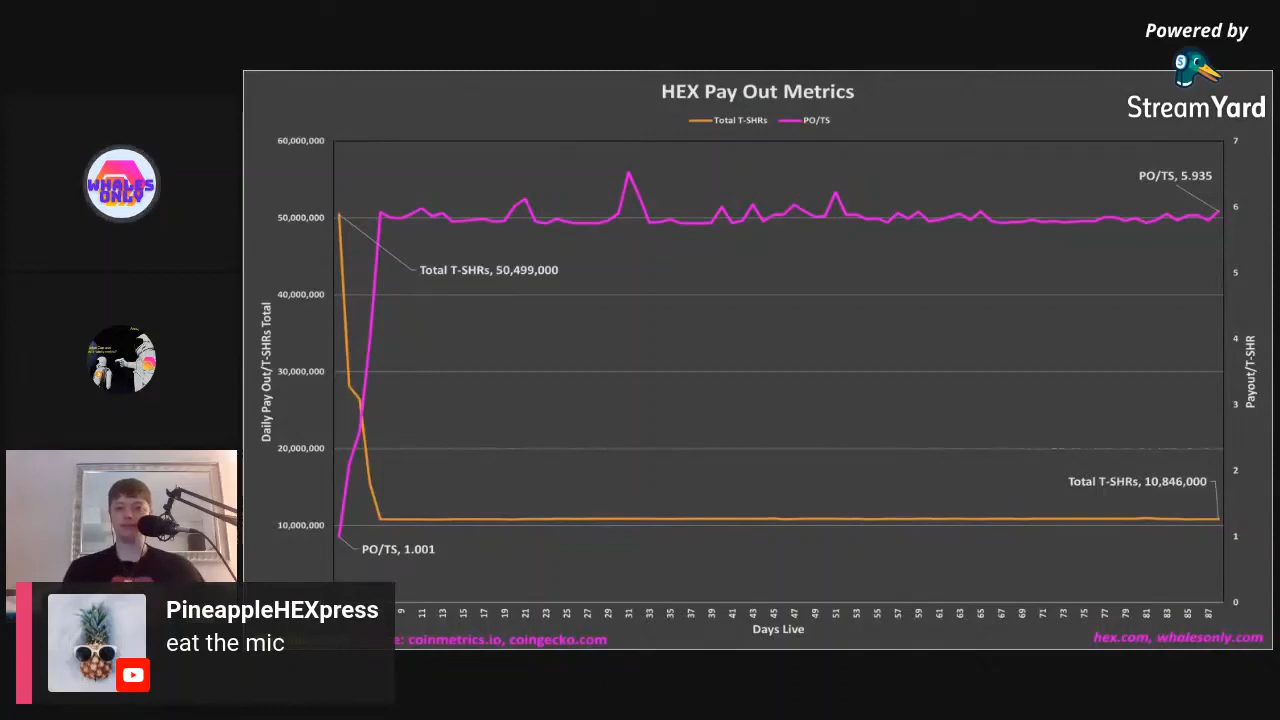 Powered by
StreamYard
HEX Pay Out Metrics
Total T-SHRs
PO/TS
60,000,000
50,000,000
40,000,000
30,000,000
20,000,000
10,000,000
Daily Pay Out/T-SHRs Total
7
6
5
4
3
2
1
0
Payout/T-SHR
PO/TS, 5.935
Total T-SHRs, 50,499,000
Total T-SHRs, 10,846,000
PO/TS, 1.001
9 11 13 15 17 19 21 23 25 27 29 31 33 35 37 39 41 43 45 47 49 51 53 55 57 59 61 63 65 67 69 71 73 75 77 79 81 83 85 87
Days Live
coinmetrics.io, coingecko.com
hex.com, whalesonly.com
WHALES
ONLY
PineappleHEXpress
eat the mic